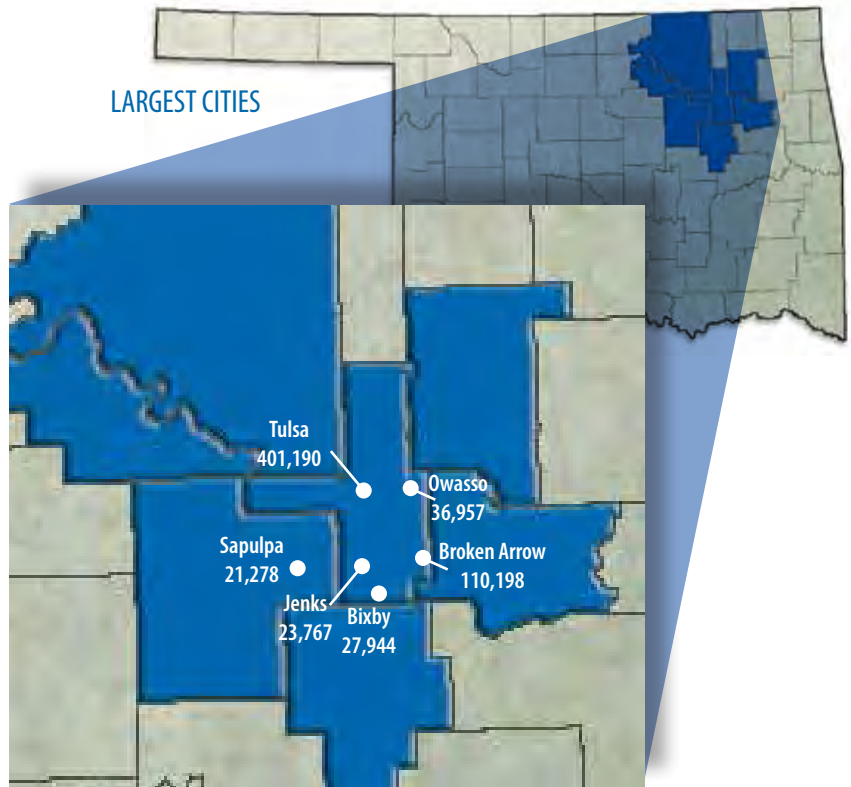 LARGEST CITIES
Tulsa
401,190
Owasso
36,957
Sapulpa
21,278
Broken Arrow
110,198
Jenks
23,767
Bixby
27,944